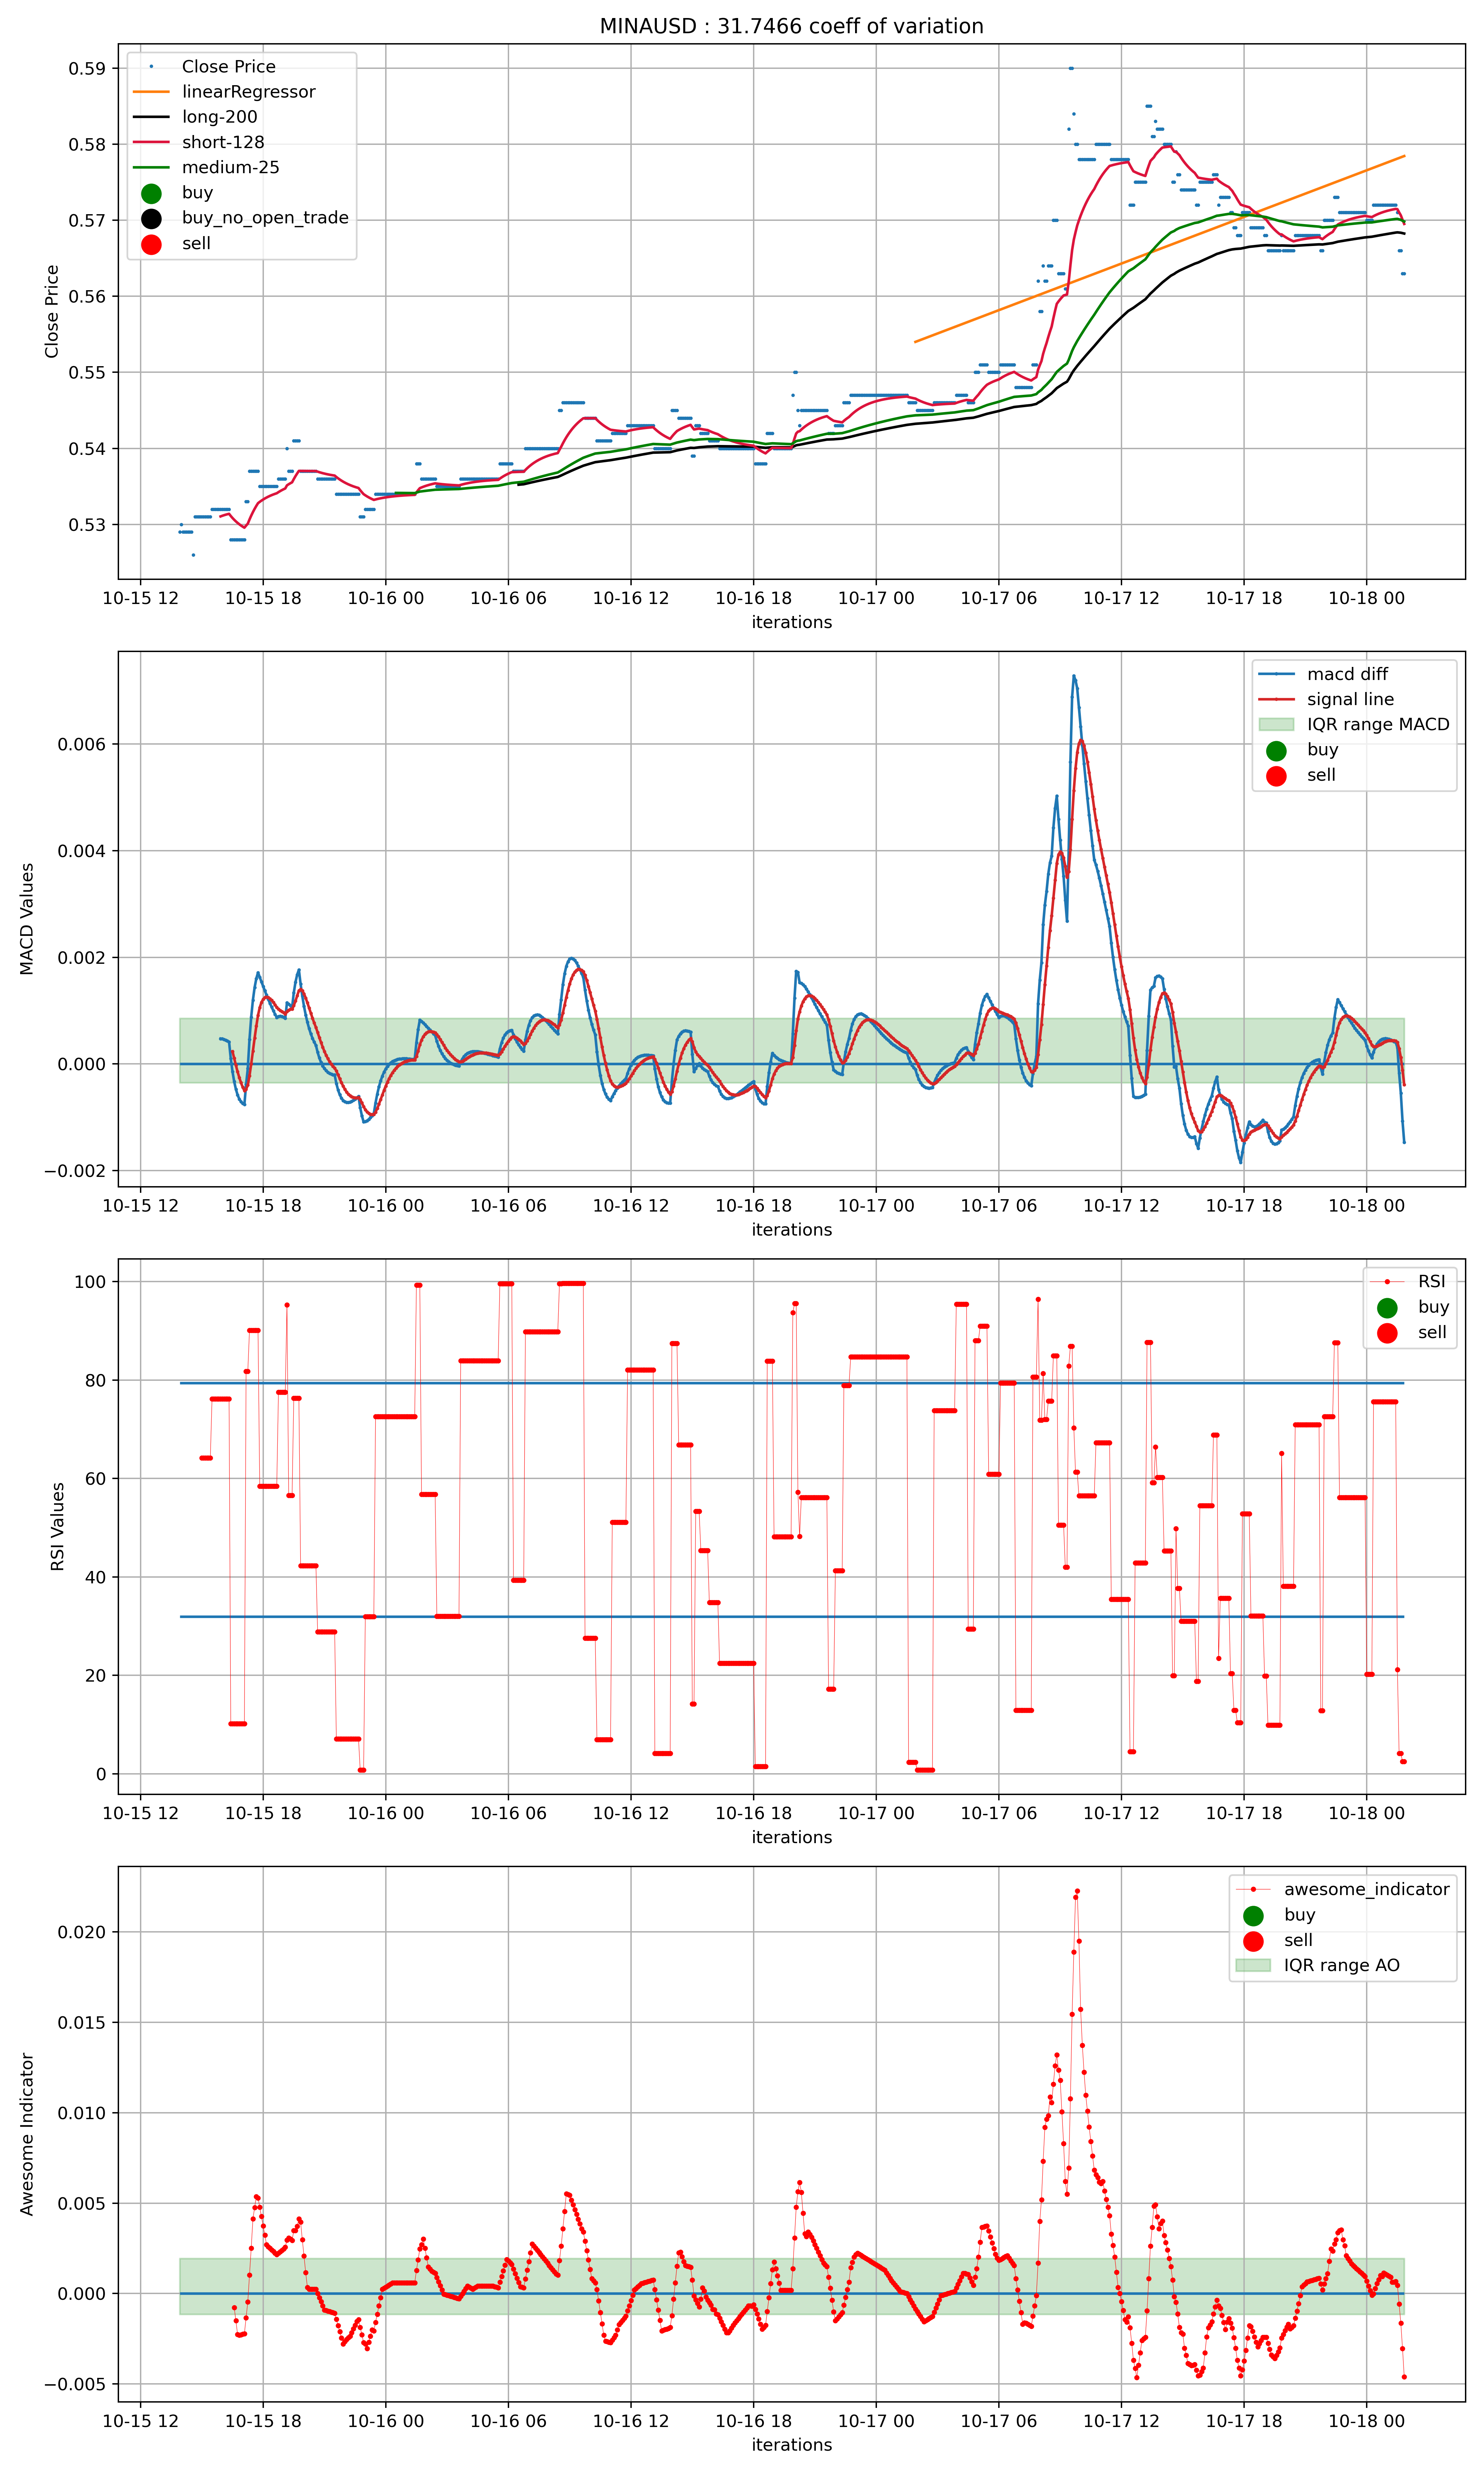 MINAUSD : 31.7466 coeff of variation
Close Price
linearRegressor
long-200
short-128
medium-25
buy
buy_no_open_trade
sell
Close Price
0.59
0.58
0.57
0.56
0.55
0.54
0.53
10-15 12 10-15 18 10-16 00 10-16 06 10-16 12 10-16 18 10-17 00 10-17 06 10-17 12 10-17 18 10-18 00
iterations
macd diff
signal line
IQR range MACD
buy
sell
MACD Values
0.006
0.004
0.002
0.000
−0.002
10-15 12 10-15 18 10-16 00 10-16 06 10-16 12 10-16 18 10-17 00 10-17 06 10-17 12 10-17 18 10-18 00
iterations
RSI
buy
sell
RSI Values
100
80
60
40
20
0
10-15 12 10-15 18 10-16 00 10-16 06 10-16 12 10-16 18 10-17 00 10-17 06 10-17 12 10-17 18 10-18 00
iterations
awesome_indicator
buy
sell
IQR range AO
Awesome Indicator
0.020
0.015
0.010
0.005
0.000
−0.005
10-15 12 10-15 18 10-16 00 10-16 06 10-16 12 10-16 18 10-17 00 10-17 06 10-17 12 10-17 18 10-18 00
iterations